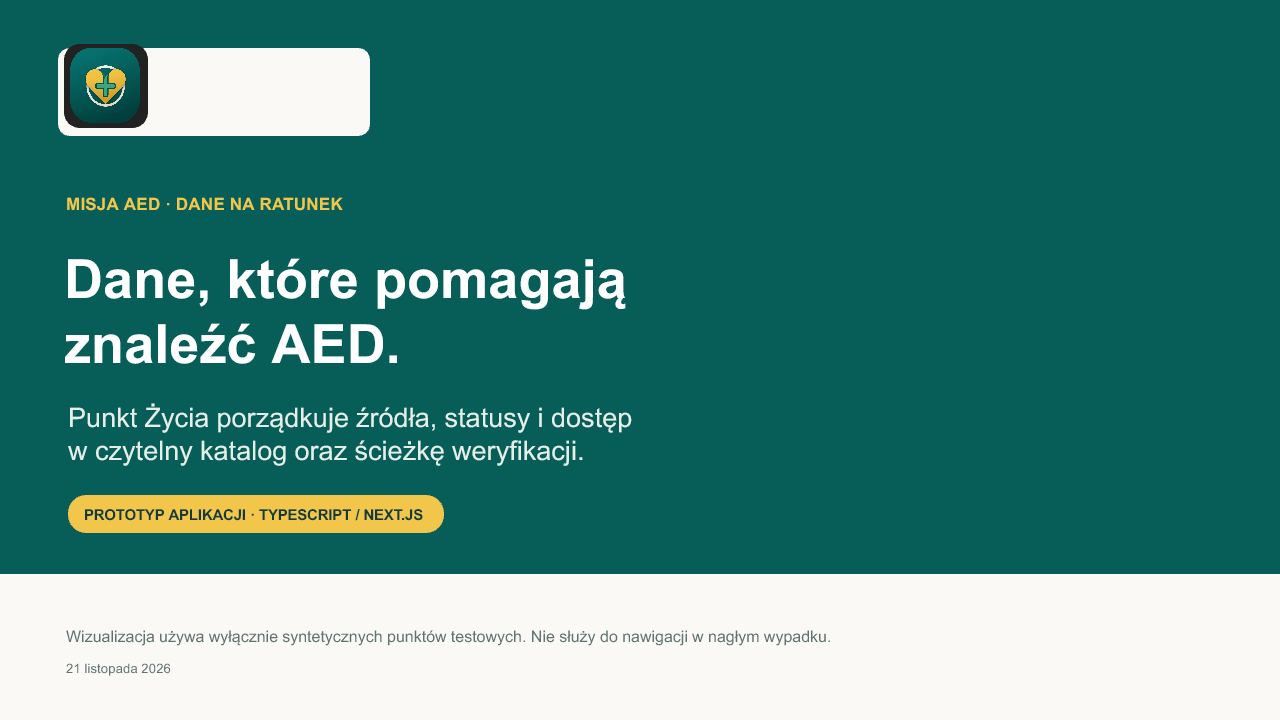 MISJA AED · DANE NA RATUNEK
Dane, które pomagają
znaleźć AED.
Punkt Życia porządkuje źródła, statusy i dostęp
w czytelny katalog oraz ścieżkę weryfikacji.
PROTOTYP APLIKACJI · TYPESCRIPT / NEXT.JS
Wizualizacja używa wyłącznie syntetycznych punktów testowych. Nie służy do nawigacji w nagłym wypadku.
21 listopada 2026